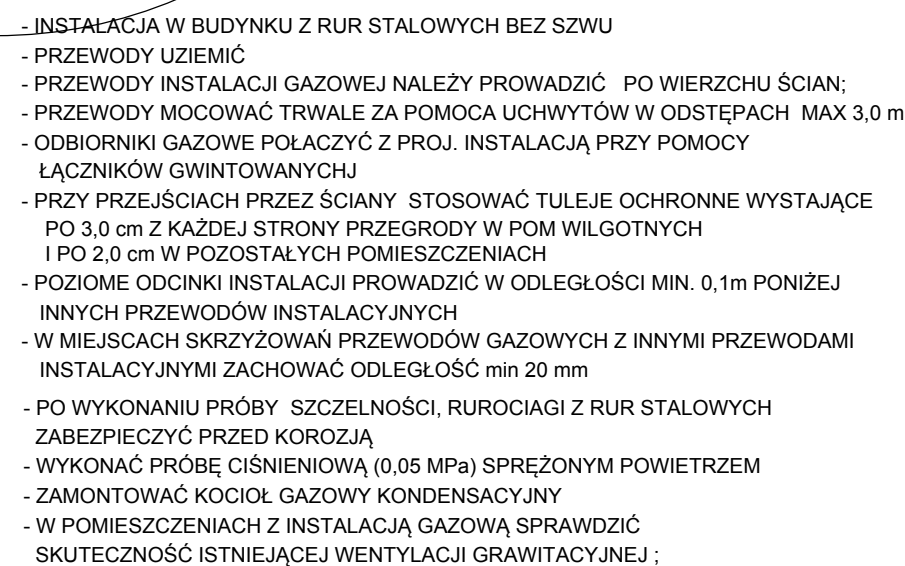 - INSTALACJA W BUDYNKU Z RUR STALOWYCH BEZ SZWU
- PRZEWODY UZIEMIĆ
- PRZEWODY INSTALACJI GAZOWEJ NALEŻY PROWADZIĆ PO WIERZCHU ŚCIAN;
- PRZEWODY MOCOWAĆ TRWALE ZA POMOCA UCHWYTÓW W ODSTĘPACH MAX 3,0 m
- ODBIORNIKI GAZOWE POŁACZYĆ Z PROJ. INSTALACJĄ PRZY POMOCY
ŁĄCZNIKÓW GWINTOWANYCHJ
- PRZY PRZEJŚCIACH PRZEZ ŚCIANY STOSOWAĆ TULEJE OCHRONNE WYSTAJĄCE
PO 3,0 cm Z KAŻDEJ STRONY PRZEGRODY W POM WILGOTNYCH
I PO 2,0 cm W POZOSTAŁYCH POMIESZCZENIACH
- POZIOME ODCINKI INSTALACJI PROWADZIĆ W ODLEGŁOŚCI MIN. 0,1m PONIŻEJ
INNYCH PRZEWODÓW INSTALACYJNYCH
- W MIEJSCACH SKRZYŻOWAŃ PRZEWODÓW GAZOWYCH Z INNYMI PRZEWODAMI
INSTALACYJNYMI ZACHOWAĆ ODLEGŁOŚĆ min 20 mm
- PO WYKONANIU PRÓBY SZCZELNOŚCI, RUROCIAGI Z RUR STALOWYCH
ZABEZPIECZYĆ PRZED KOROZJĄ
- WYKONAĆ PRÓBĘ CIŚNIENIOWĄ (0,05 MPa) SPRĘŻONYM POWIETRZEM
- ZAMONTOWAĆ KOCIOŁ GAZOWY KONDENSACYJNY
- W POMIESZCZENIACH Z INSTALACJĄ GAZOWĄ SPRAWDZIĆ
SKUTECZNOŚĆ ISTNIEJĄCEJ WENTYLACJI GRAWITACYJNEJ ;